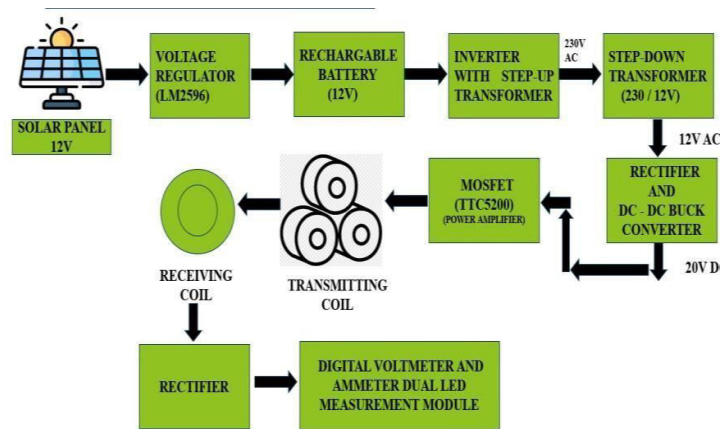 SOLAR PANEL
12V
VOLTAGE
REGULATOR
(LM2596)
RECHARGABLE
BATTERY
(12V)
INVERTER
WITH STEP-UP
TRANSFORMER
230V
AC
STEP-DOWN
TRANSFORMER
(230 / 12V)
12V AC
RECTIFIER
AND
DC - DC BUCK
CONVERTER
20V DC
MOSFET
(TTC5200)
(POWER AMPLIFIER)
TRANSMITTING
COIL
RECEIVING
COIL
RECTIFIER
DIGITAL VOLTMETER AND
AMMETER DUAL LED
MEASUREMENT MODULE